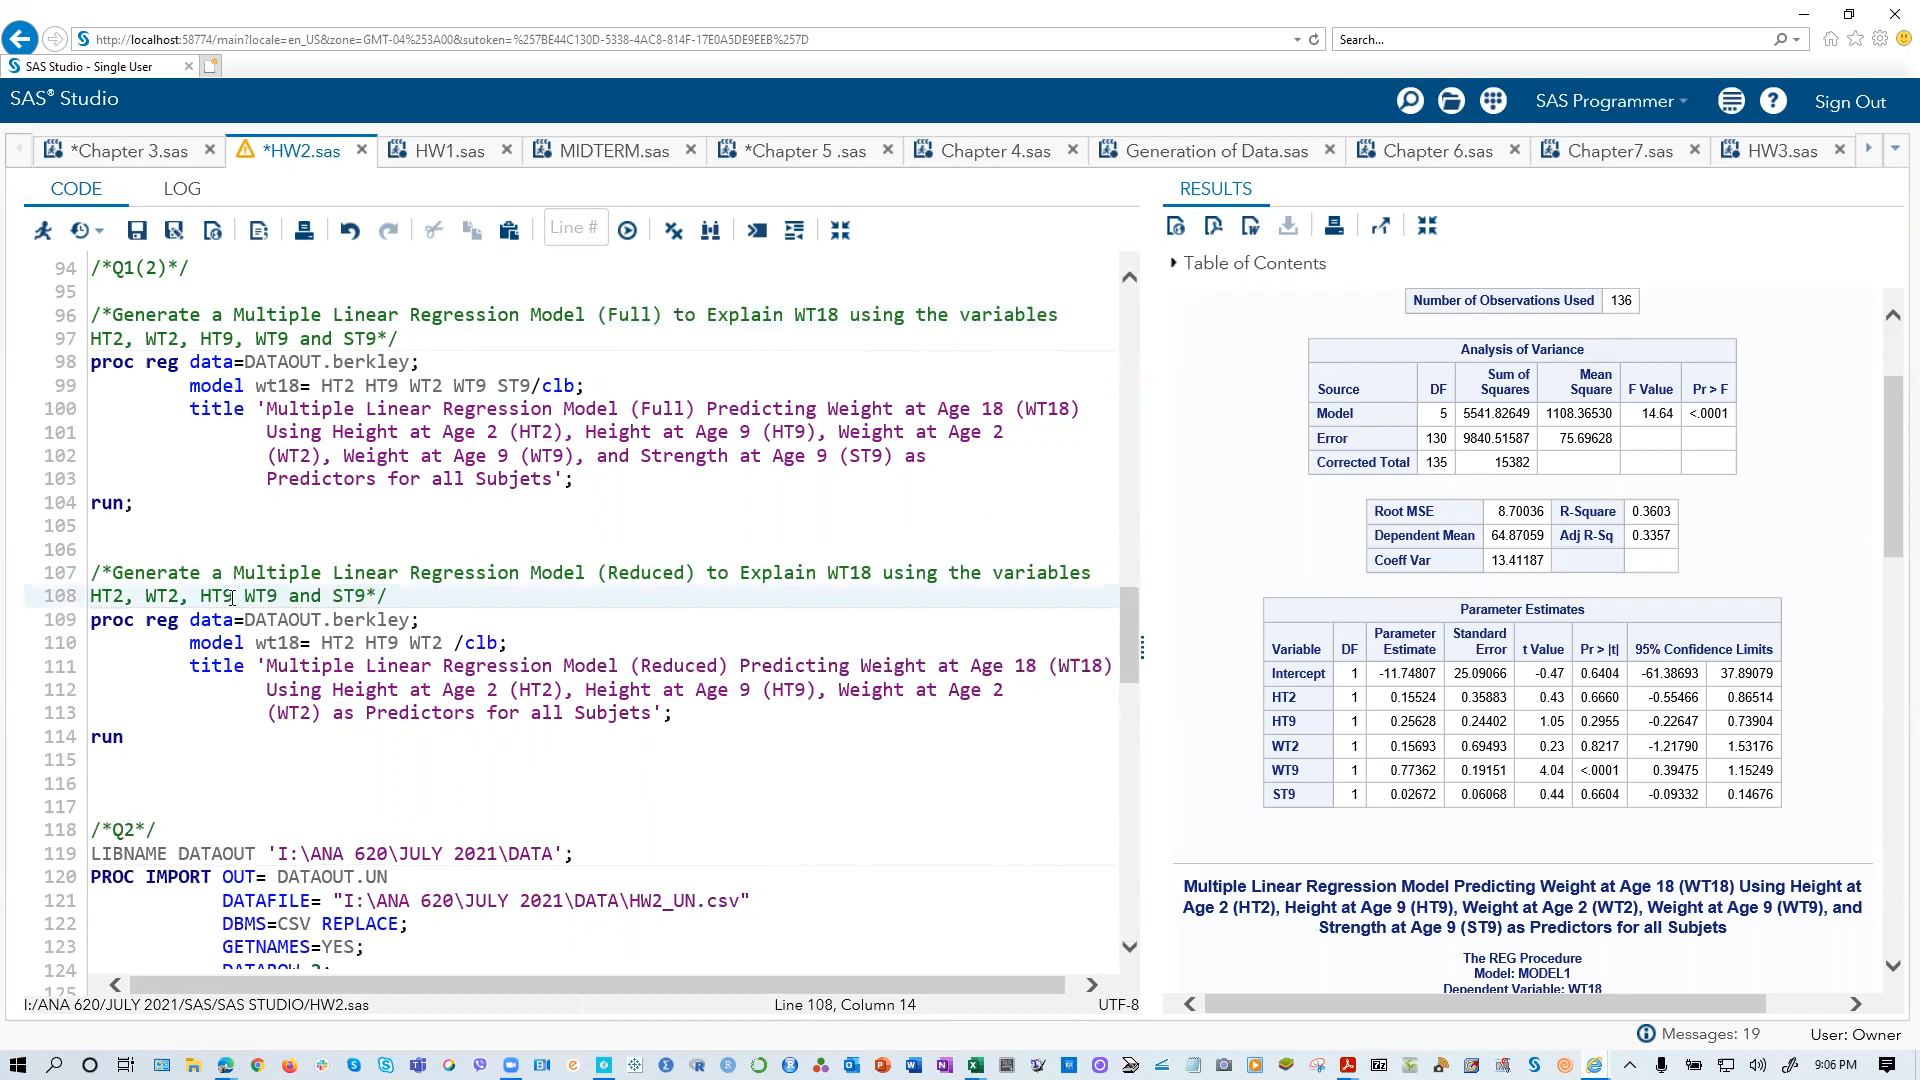 http://localhost:58774/main?locale=en_US&zone=GMT-04%253A00&sutoken=%257BE44C130D-5338-4AC8-814F-17E0A5DE9EEB%257D
Search...
SAS Studio - Single User
SAS® Studio
SAS Programmer
Sign Out
*Chapter 3.sas
*HW2.sas
HW1.sas
MIDTERM.sas
*Chapter 5 .sas
Chapter 4.sas
Generation of Data.sas
Chapter 6.sas
Chapter7.sas
HW3.sas
CODE LOG
Line #
94 /*Q1(2)*/
95
96 /*Generate a Multiple Linear Regression Model (Full) to Explain WT18 using the variables
97 HT2, WT2, HT9, WT9 and ST9*/
98 proc reg data=DATAOUT.berkley;
99 model wt18= HT2 HT9 WT2 WT9 ST9/clb;
100 title 'Multiple Linear Regression Model (Full) Predicting Weight at Age 18 (WT18)
101 Using Height at Age 2 (HT2), Height at Age 9 (HT9), Weight at Age 2
102 (WT2), Weight at Age 9 (WT9), and Strength at Age 9 (ST9) as
103 Predictors for all Subjets';
104 run;
105
106
107 /*Generate a Multiple Linear Regression Model (Reduced) to Explain WT18 using the variables
108 HT2, WT2, HT9 WT9 and ST9*/
109 proc reg data=DATAOUT.berkley;
110 model wt18= HT2 HT9 WT2 /clb;
111 title 'Multiple Linear Regression Model (Reduced) Predicting Weight at Age 18 (WT18)
112 Using Height at Age 2 (HT2), Height at Age 9 (HT9), Weight at Age 2
113 (WT2) as Predictors for all Subjets';
114 run
115
116
117
118 /*Q2*/
119 LIBNAME DATAOUT 'I:\ANA 620\JULY 2021\DATA';
120 PROC IMPORT OUT= DATAOUT.UN
121 DATAFILE= "I:\ANA 620\JULY 2021\DATA\HW2_UN.csv"
122 DBMS=CSV REPLACE;
123 GETNAMES=YES;
124
125
I:/ANA 620/JULY 2021/SAS/SAS STUDIO/HW2.sas
Line 108, Column 14
UTF-8
RESULTS
Table of Contents
Number of Observations Used 136
Analysis of Variance
Source DF Sum of Squares Mean Square F Value Pr > F
Model 5 5541.82649 1108.36530 14.64 <.0001
Error 130 9840.51587 75.69628
Corrected Total 135 15382
Root MSE 8.70036 R-Square 0.3603
Dependent Mean 64.87059 Adj R-Sq 0.3357
Coeff Var 13.41187
Parameter Estimates
Variable DF Parameter Estimate Standard Error t Value Pr > |t| 95% Confidence Limits
Intercept 1 -11.74807 25.09066 -0.47 0.6404 -61.38693 37.89079
HT2 1 0.15524 0.35883 0.43 0.6660 -0.55466 0.86514
HT9 1 0.25628 0.24402 1.05 0.2955 -0.22647 0.73904
WT2 1 0.15693 0.69493 0.23 0.8217 -1.21790 1.53176
WT9 1 0.77362 0.19151 4.04 <.0001 0.39475 1.15249
ST9 1 0.02672 0.06068 0.44 0.6604 -0.09332 0.14676
Multiple Linear Regression Model Predicting Weight at Age 18 (WT18) Using Height at
Age 2 (HT2), Height at Age 9 (HT9), Weight at Age 2 (WT2), Weight at Age 9 (WT9), and
Strength at Age 9 (ST9) as Predictors for all Subjets
The REG Procedure
Model: MODEL1
Dependent Variable: WT18
Messages: 19
User: Owner
9:06 PM